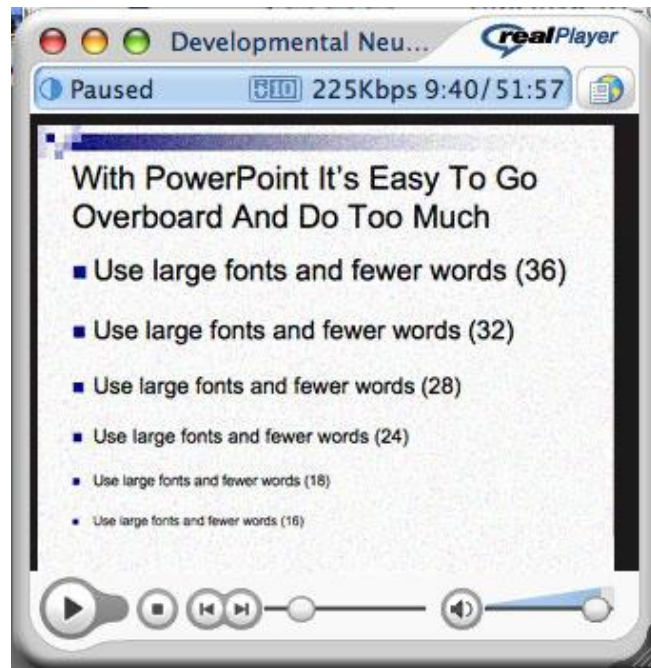 Developmental Neu...
realPlayer
Paused
225Kbps 9:40/51:57
With PowerPoint It's Easy To Go
Overboard And Do Too Much
Use large fonts and fewer words (36)
Use large fonts and fewer words (32)
Use large fonts and fewer words (28)
Use large fonts and fewer words (24)
Use large fonts and fewer words (18)
Use large fonts and fewer words (16)